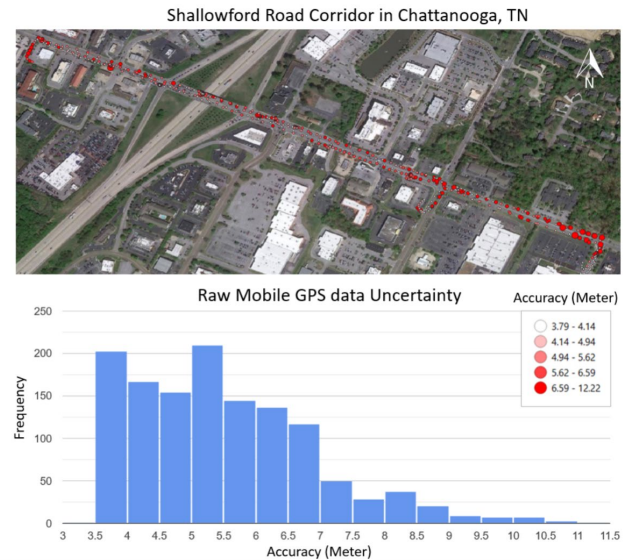 Shallowford Road Corridor in Chattanooga, TN
N
Raw Mobile GPS data Uncertainty
Accuracy (Meter)
3.79 - 4.14
4.14 - 4.94
4.94 - 5.62
5.62 - 6.59
6.59 - 12.22
250
200
150
100
50
0
Frequency
3 3.5 4 4.5 5 5.5 6 6.5 7 7.5 8 8.5 9 9.5 10 10.5 11 11.5
Accuracy (Meter)